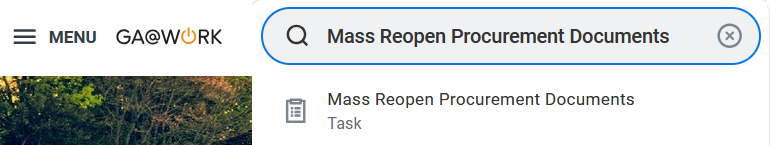 MENU GA@WORK
Mass Reopen Procurement Documents
Mass Reopen Procurement Documents
Task